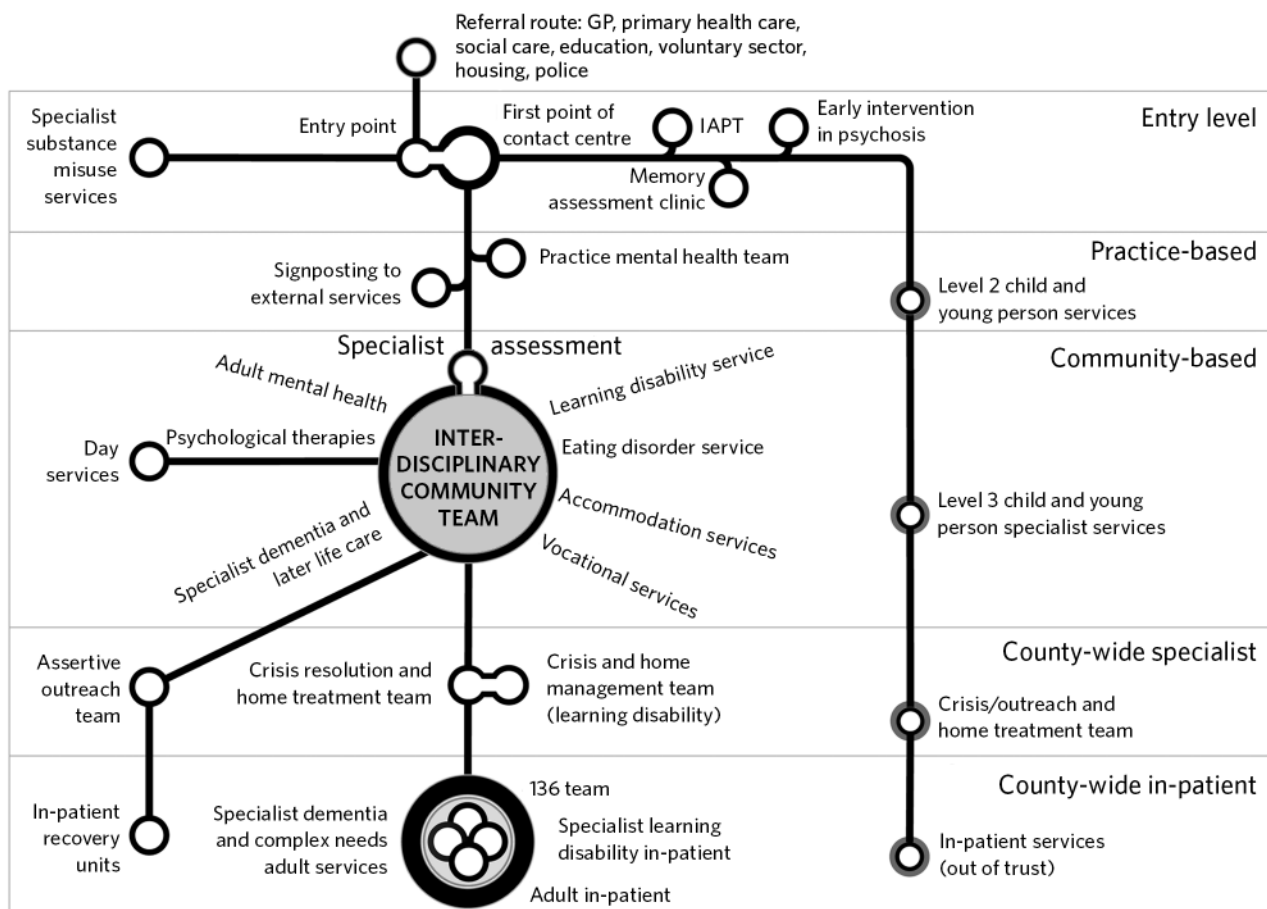 Referral route: GP, primary health care,
social care, education, voluntary sector,
housing, police
Entry level
Specialist
substance
misuse
services
Entry point
First point of
contact centre
IAPT
Memory
assessment clinic
Early intervention
in psychosis
Practice-based
Signposting to
external services
Practice mental health team
Level 2 child and
young person services
Community-based
Specialist assessment
Adult mental health
Learning disability service
Day
services
Psychological therapies
INTER-
DISCIPLINARY
COMMUNITY
TEAM
Eating disorder service
Accommodation services
Specialist dementia and
later life care
Vocational services
Level 3 child and young
person specialist services
County-wide specialist
Assertive
outreach
team
Crisis resolution and
home treatment team
Crisis and home
management team
(learning disability)
Crisis/outreach and
home treatment team
County-wide in-patient
In-patient
recovery
units
Specialist dementia
and complex needs
adult services
136 team
Specialist learning
disability in-patient
Adult in-patient
In-patient services
(out of trust)